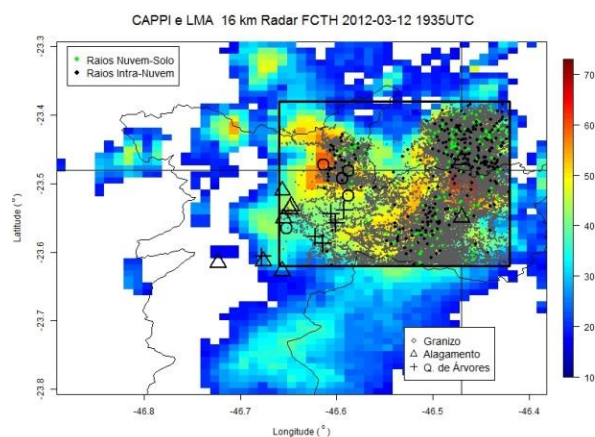 CAPPI e LMA 16 km Radar FCTH 2012-03-12 1935UTC
Raios Nuvem-Solo
Raios Intra-Nuvem
Latitude (°)
-23.3
-23.4
-23.5
-23.6
-23.7
-23.8
Granizo
Alagamento
Q. de Árvores
-46.8
-46.7
-46.6
-46.5
-46.4
Longitude (°)
70
60
50
40
30
20
10